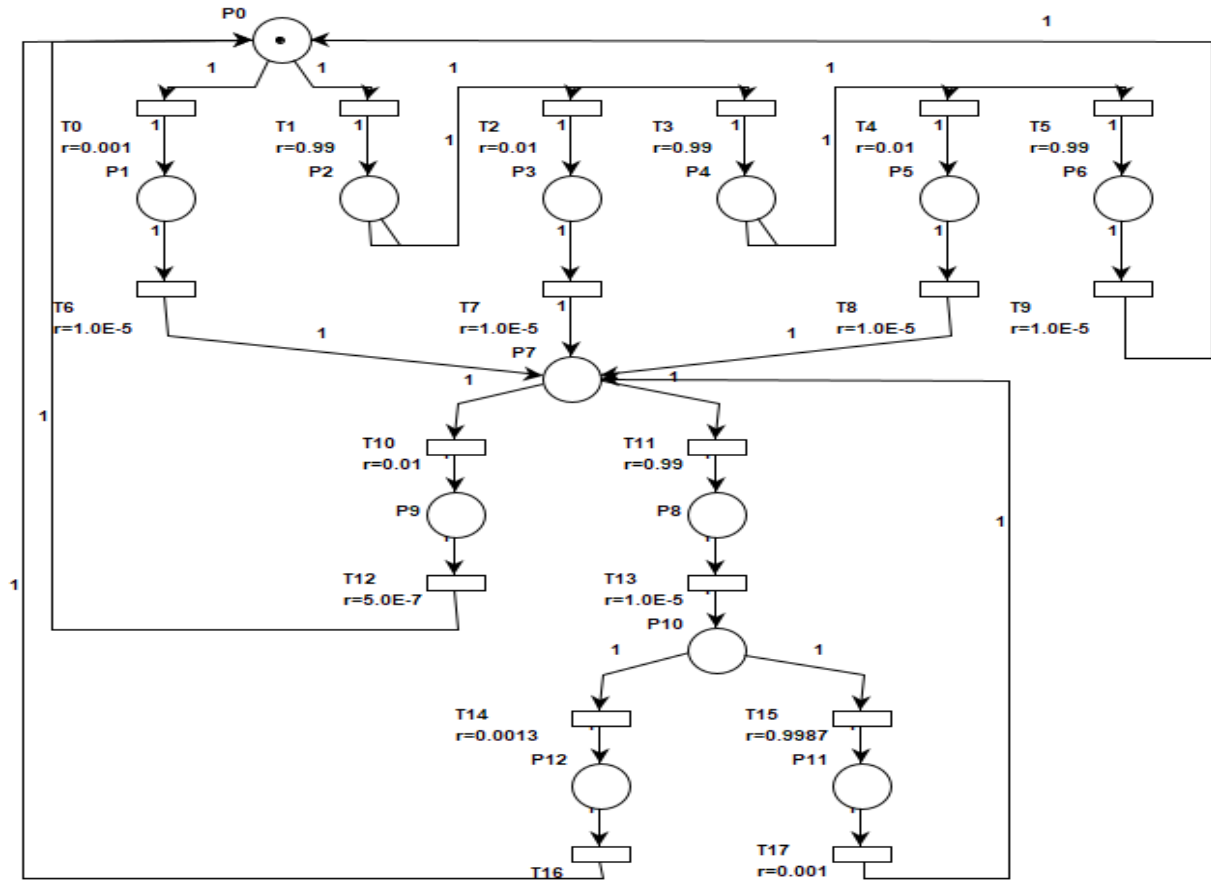 P0
1
1 1 1 1
T0 1 T1 1 T2 1 T3 1 T4 1 T5 1
r=0.001 r=0.99 r=0.01 r=0.99 r=0.01 r=0.99
1 1
P1 P2 P3 P4 P5 P6
1 1 1 1
T6 T7 1 T8 T9
r=1.0E-5 r=1.0E-5 r=1.0E-5 r=1.0E-5
1 1
P7
1 1
1
T10 T11
r=0.01 r=0.99
P9 P8
1
T12 T13
r=5.0E-7 r=1.0E-5
1
P10
1 1
T14 T15
r=0.0013 r=0.9987
P12 P11
T16 T17
r=0.001